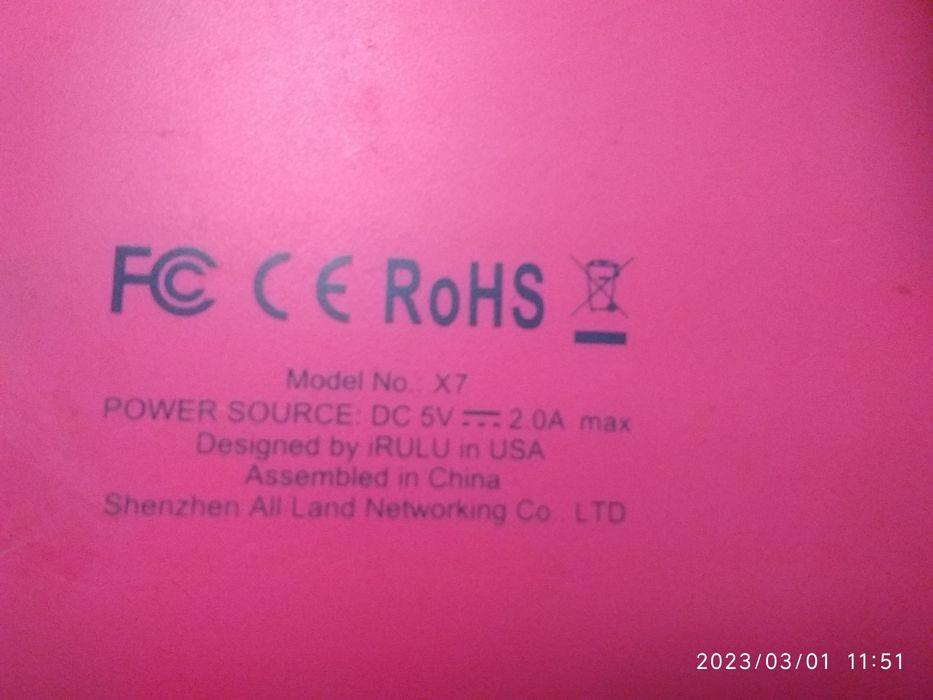 FC CE RoHS
Model No.: X7
POWER SOURCE: DC 5V ⎓ 2.0A max
Designed by iRULU in USA
Assembled in China
Shenzhen All Land Networking Co . LTD
2023/03/01 11:51